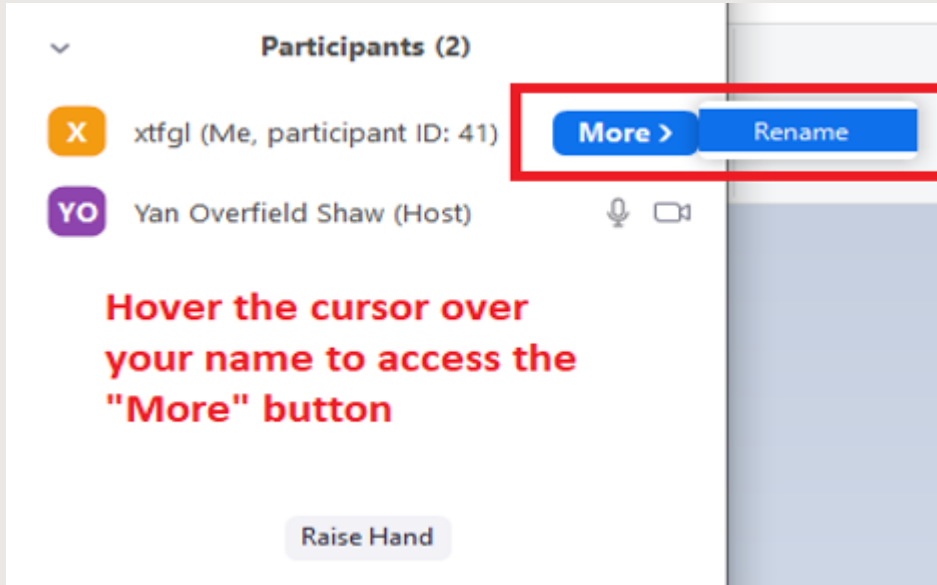 Participants (2)
X xtfgl (Me, participant ID: 41) More > Rename
YO Yan Overfield Shaw (Host)
Hover the cursor over
your name to access the
"More" button
Raise Hand